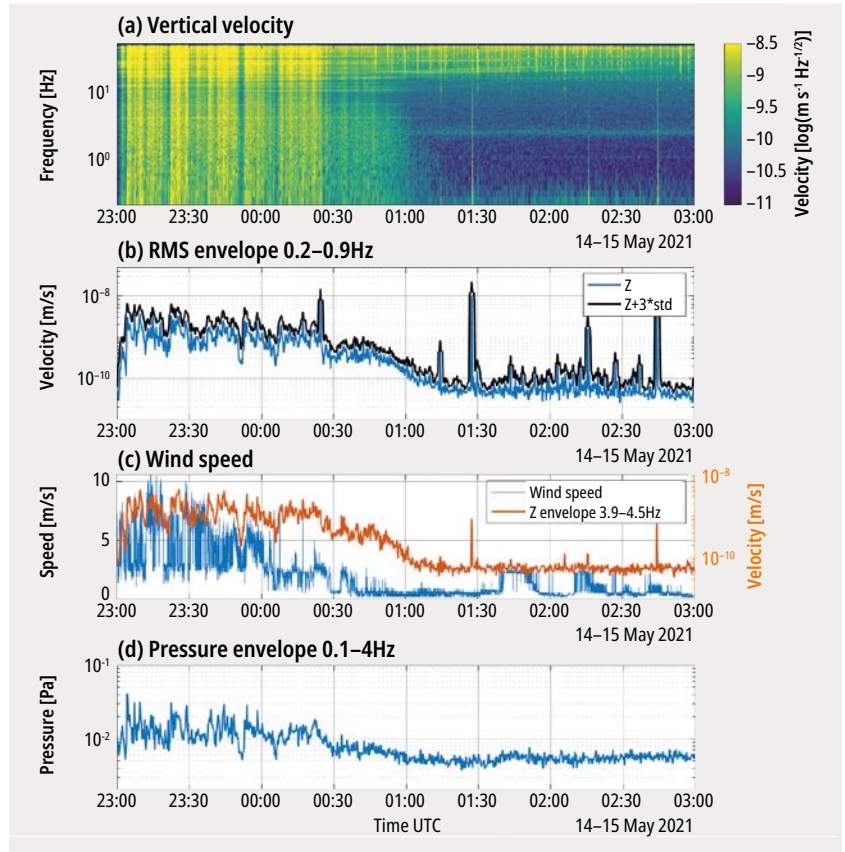 (a) Vertical velocity
Frequency [Hz]
10¹
10⁰
23:00 23:30 00:00 00:30 01:00 01:30 02:00 02:30 03:00
14–15 May 2021
–8.5
–9
–9.5
–10
–10.5
–11
Velocity [log(m s⁻¹ Hz⁻¹/²)]
(b) RMS envelope 0.2–0.9Hz
Velocity [m/s]
10⁻⁸
10⁻¹⁰
Z
Z+3*std
23:00 23:30 00:00 00:30 01:00 01:30 02:00 02:30 03:00
14–15 May 2021
(c) Wind speed
Speed [m/s]
10
5
0
Wind speed
Z envelope 3.9–4.5Hz
10⁻⁸
10⁻¹⁰
Velocity [m/s]
23:00 23:30 00:00 00:30 01:00 01:30 02:00 02:30 03:00
14–15 May 2021
(d) Pressure envelope 0.1–4Hz
Pressure [Pa]
10⁻¹
10⁻²
23:00 23:30 00:00 00:30 01:00 01:30 02:00 02:30 03:00
Time UTC
14–15 May 2021